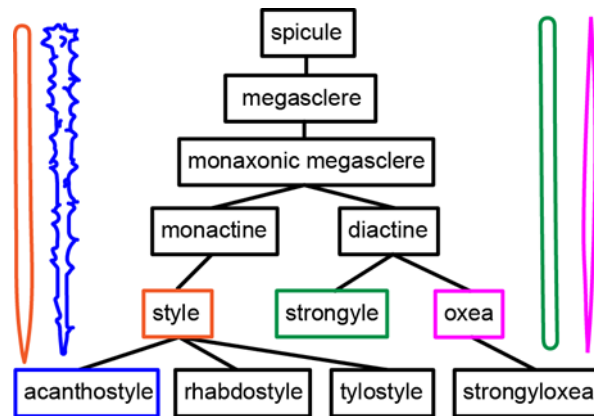 spicule
megasclere
monaxonic megasclere
monactine
diactine
style
strongyle
oxea
acanthostyle
rhabdostyle
tylostyle
strongyloxea